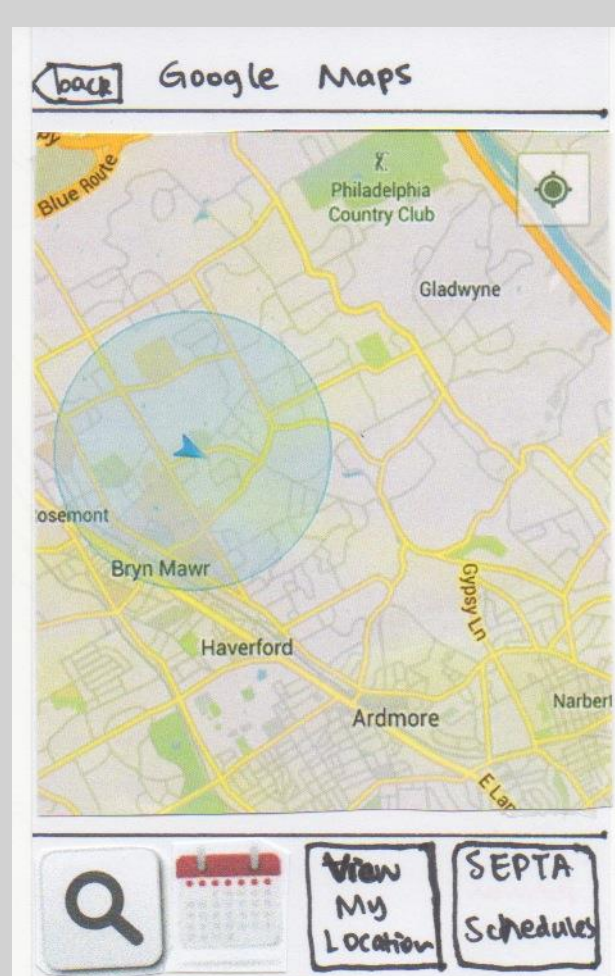 back
Google Maps
Blue Route
Philadelphia
Country Club
Gladwyne
osemont
Bryn Mawr
Gypsy Ln
Haverford
Ardmore
Narbert
E Lan
View
My
Location
SEPTA
Schedules